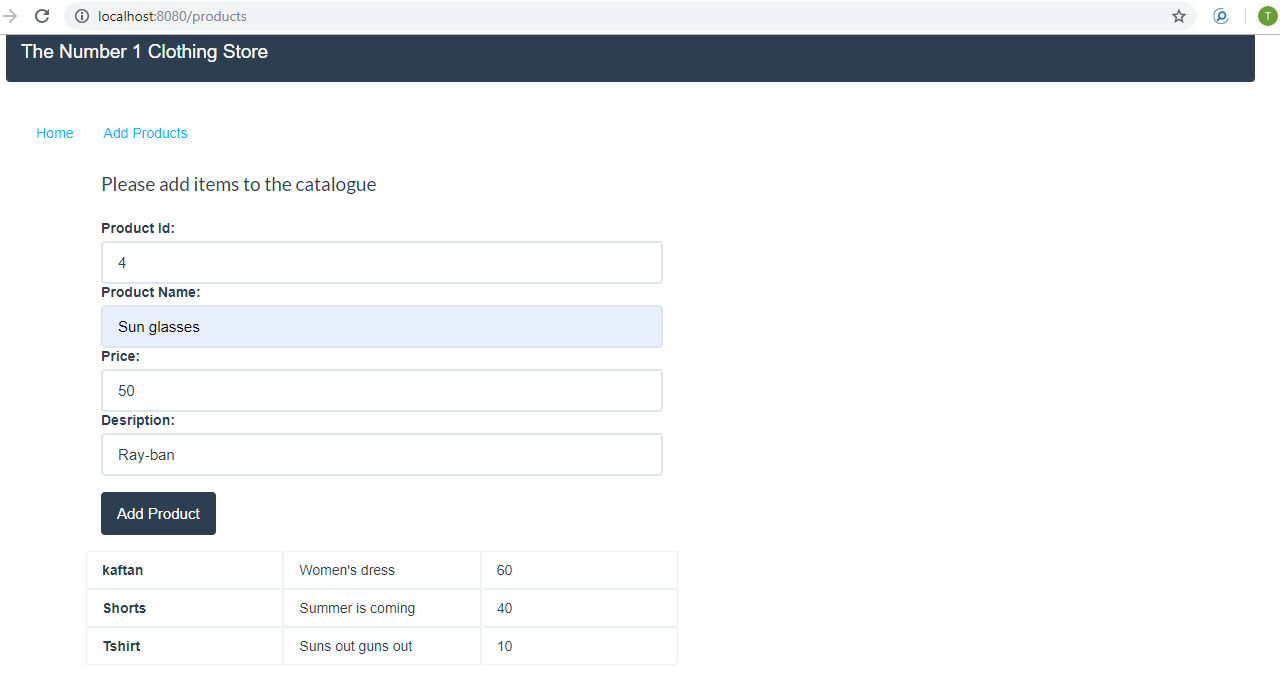 localhost:8080/products
T
The Number 1 Clothing Store
Home Add Products
Please add items to the catalogue
Product Id:
4
Product Name:
Sun glasses
Price:
50
Desription:
Ray-ban
Add Product
kaftan Women's dress 60
Shorts Summer is coming 40
Tshirt Suns out guns out 10